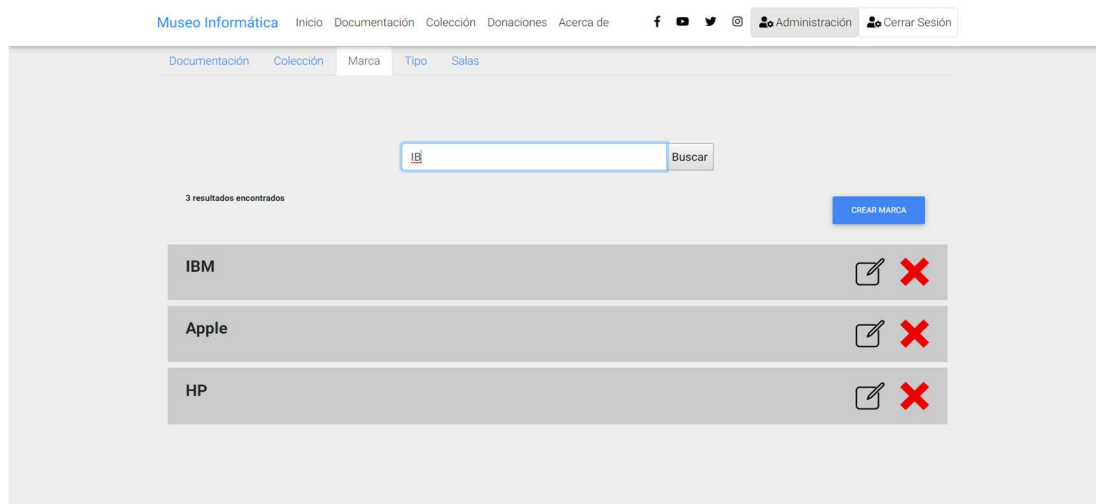 Museo Informática Inicio Documentación Colección Donaciones Acerca de Administración Cerrar Sesión
Documentación Colección Marca Tipo Salas
IB Buscar
3 resultados encontrados
CREAR MARCA
IBM
Apple
HP